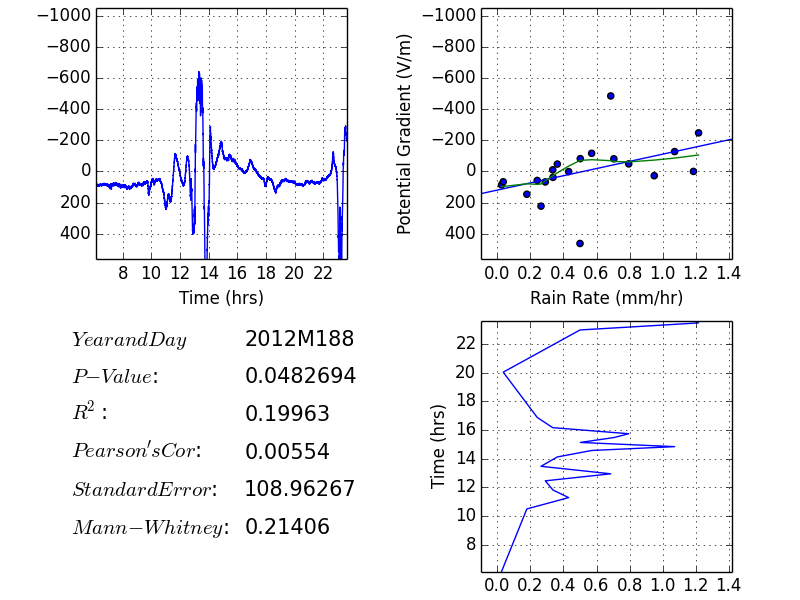 −1000
−800
−600
−400
−200
0
200
400
8 10 12 14 16 18 20 22
Time (hrs)
Potential Gradient (V/m)
−1000
−800
−600
−400
−200
0
200
400
0.0 0.2 0.4 0.6 0.8 1.0 1.2 1.4
Rain Rate (mm/hr)
YearandDay 2012M188
P−Value: 0.0482694
R²: 0.19963
Pearson'sCor: 0.00554
StandardError: 108.96267
Mann−Whitney: 0.21406
Time (hrs)
22
20
18
16
14
12
10
8
0.0 0.2 0.4 0.6 0.8 1.0 1.2 1.4